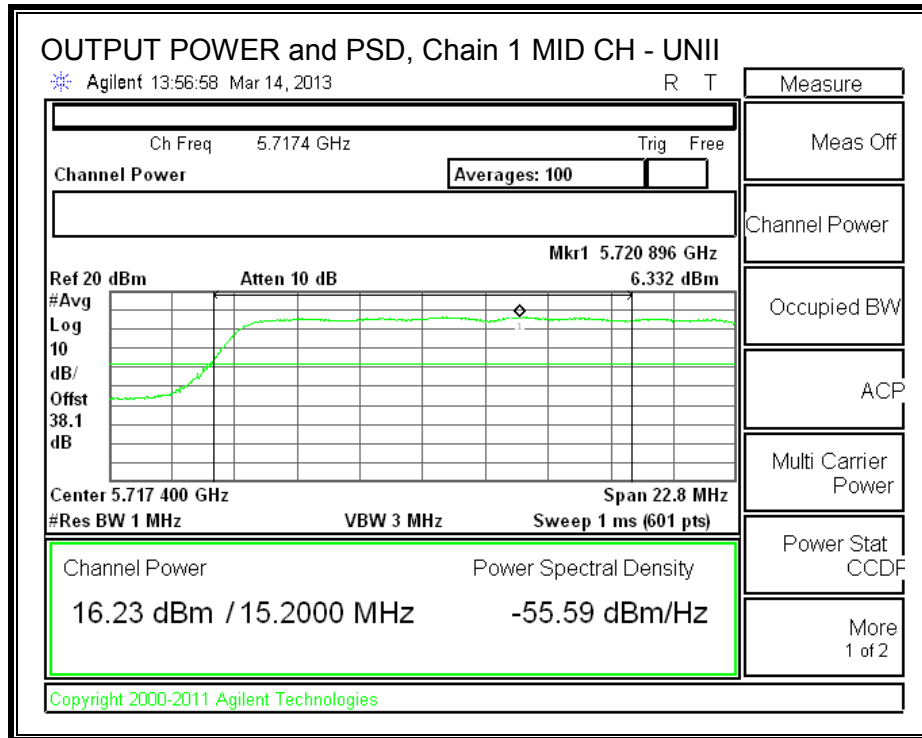 OUTPUT POWER and PSD, Chain 1 MID CH - UNII
Agilent 13:56:58 Mar 14, 2013 R T
Measure
Ch Freq 5.7174 GHz Trig Free
Meas Off
Channel Power Averages: 100
Channel Power
Mkr1 5.720 896 GHz
Ref 20 dBm Atten 10 dB 6.332 dBm
#Avg
Log
10
dB/
Offst
38.1
dB
1
Occupied BW
ACP
Center 5.717 400 GHz Span 22.8 MHz
#Res BW 1 MHz VBW 3 MHz Sweep 1 ms (601 pts)
Multi Carrier
Power
Channel Power Power Spectral Density
16.23 dBm / 15.2000 MHz -55.59 dBm/Hz
Power Stat
CCDF
More
1 of 2
Copyright 2000-2011 Agilent Technologies